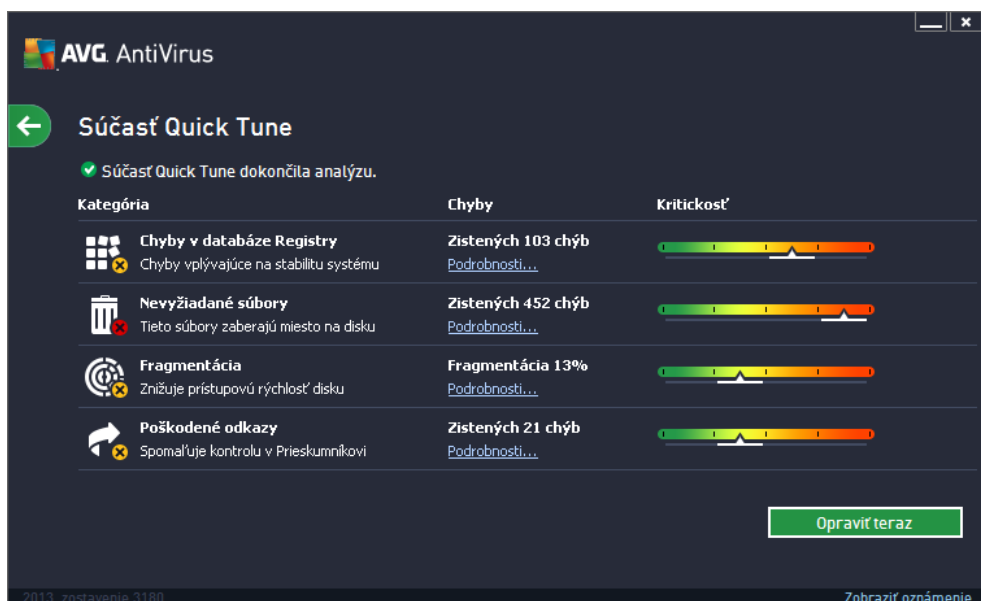 AVG. AntiVirus
Súčasť Quick Tune
Súčasť Quick Tune dokončila analýzu.
Kategória Chyby Kritickosť
Chyby v databáze Registry Zistených 103 chýb
Chyby vplývajúce na stabilitu systému Podrobnosti...
Nevyžiadané súbory Zistených 452 chýb
Tieto súbory zaberajú miesto na disku Podrobnosti...
Fragmentácia Fragmentácia 13%
Znižuje prístupovú rýchlosť disku Podrobnosti...
Poškodené odkazy Zistených 21 chýb
Spomaľuje kontrolu v Prieskumníkovi Podrobnosti...
Opraviť teraz
2013. zostavenie 3180 Zobraziť oznámenie